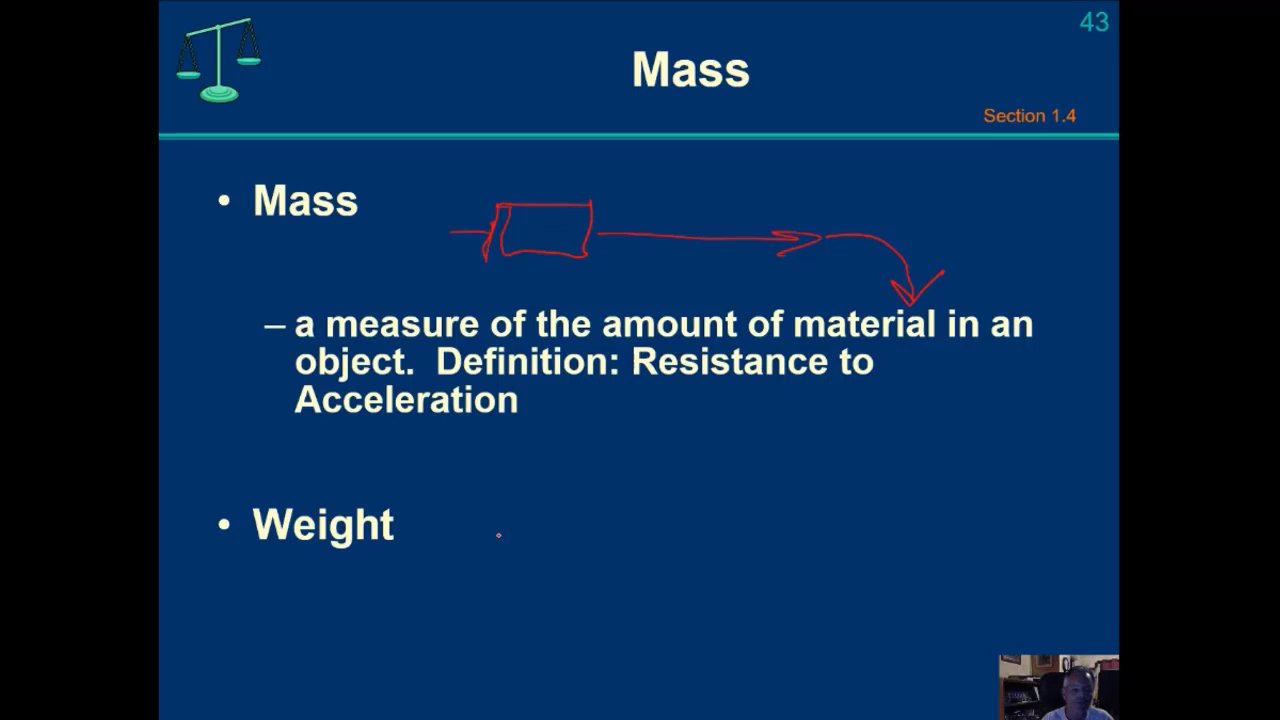 43
Mass
Section 1.4
• Mass
– a measure of the amount of material in an
object. Definition: Resistance to
Acceleration
• Weight